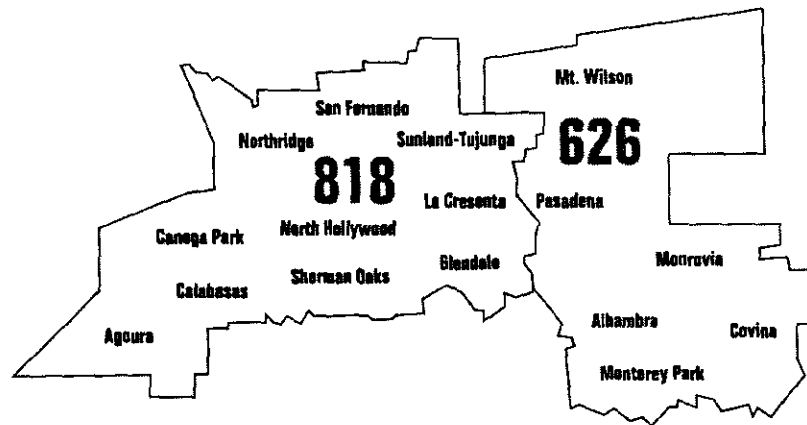 Mt. Wilson
San Fernando
Northridge
Sunland-Tujunga
626
818
La Cresenta
Pasadena
North Hollywood
Canoga Park
Monrovia
Glendale
Sherman Oaks
Calabasas
Alhambra
Covina
Agoura
Monterey Park